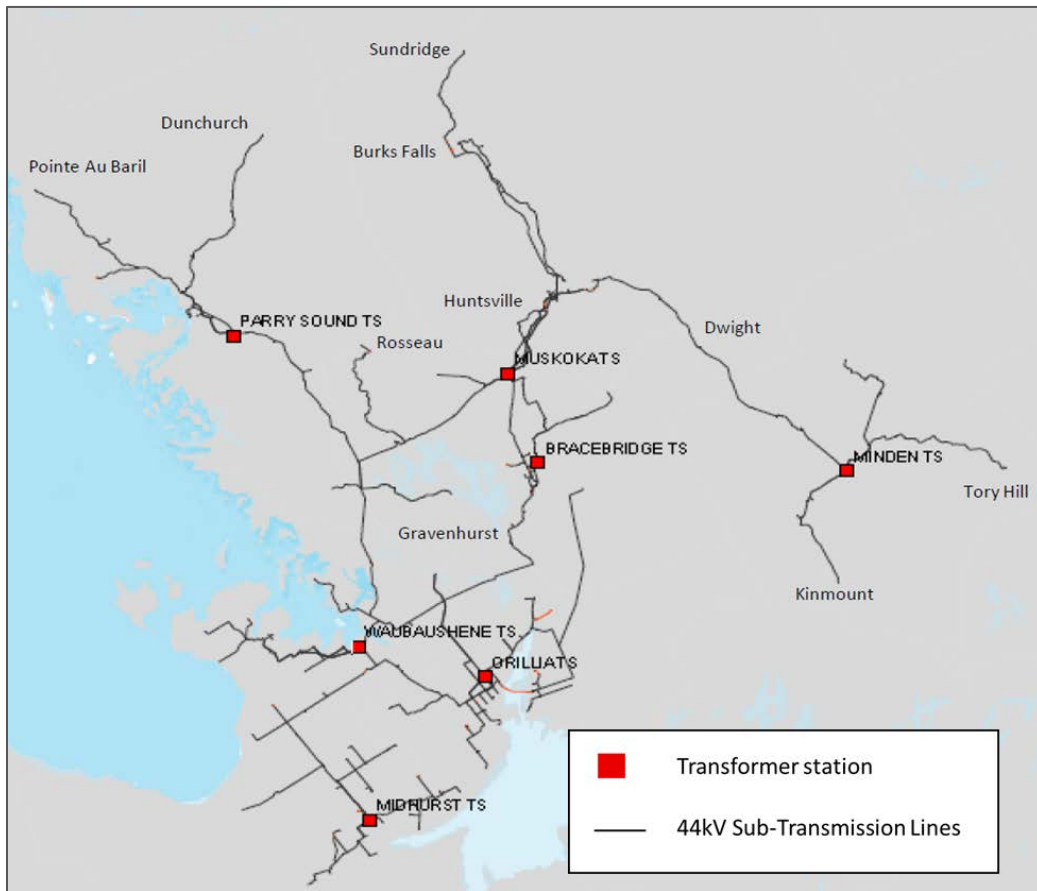 Sundridge
Dunchurch
Burks Falls
Pointe Au Baril
Huntsville
PARRY SOUND TS
Dwight
Rosseau
MUSKOKA TS
BRACEBRIDGE TS
MINDEN TS
Tory Hill
Gravenhurst
Kinmount
WAUBAUSHENE TS
ORILLIA TS
Transformer station
MIDHURST TS
44kV Sub-Transmission Lines